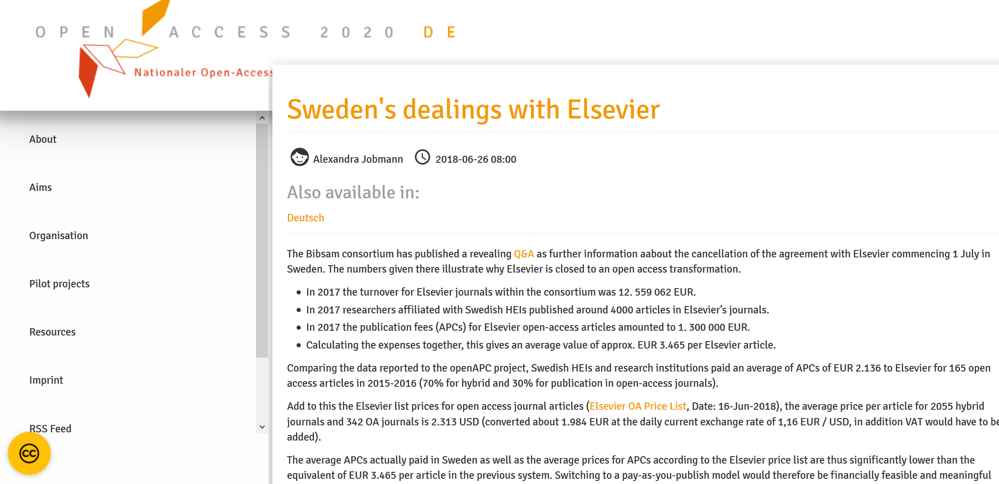 OPEN ACCESS 2020 DE
Nationaler Open-Access
About
Aims
Organisation
Pilot projects
Resources
Imprint
RSS Feed
cc
Sweden's dealings with Elsevier
Alexandra Jobmann 2018-06-26 08:00
Also available in:
Deutsch
The Bibsam consortium has published a revealing Q&A as further information aabout the cancellation of the agreement with Elsevier commencing 1 July in
Sweden. The numbers given there illustrate why Elsevier is closed to an open access transformation.
• In 2017 the turnover for Elsevier journals within the consortium was 12. 559 062 EUR.
• In 2017 researchers affiliated with Swedish HEIs published around 4000 articles in Elsevier’s journals.
• In 2017 the publication fees (APCs) for Elsevier open-access articles amounted to 1. 300 000 EUR.
• Calculating the expenses together, this gives an average value of approx. EUR 3.465 per Elsevier article.
Comparing the data reported to the openAPC project, Swedish HEIs and research institutions paid an average of APCs of EUR 2.136 to Elsevier for 165 open
access articles in 2015-2016 (70% for hybrid and 30% for publication in open-access journals).
Add to this the Elsevier list prices for open access journal articles (Elsevier OA Price List, Date: 16-Jun-2018), the average price per article for 2055 hybrid
journals and 342 OA journals is 2.313 USD (converted about 1.984 EUR at the daily current exchange rate of 1,16 EUR / USD, in addition VAT would have to be
added).
The average APCs actually paid in Sweden as well as the average prices for APCs according to the Elsevier price list are thus significantly lower than the
equivalent of EUR 3.465 per article in the previous system. Switching to a pay-as-you-publish model would therefore be financially feasible and meaningful